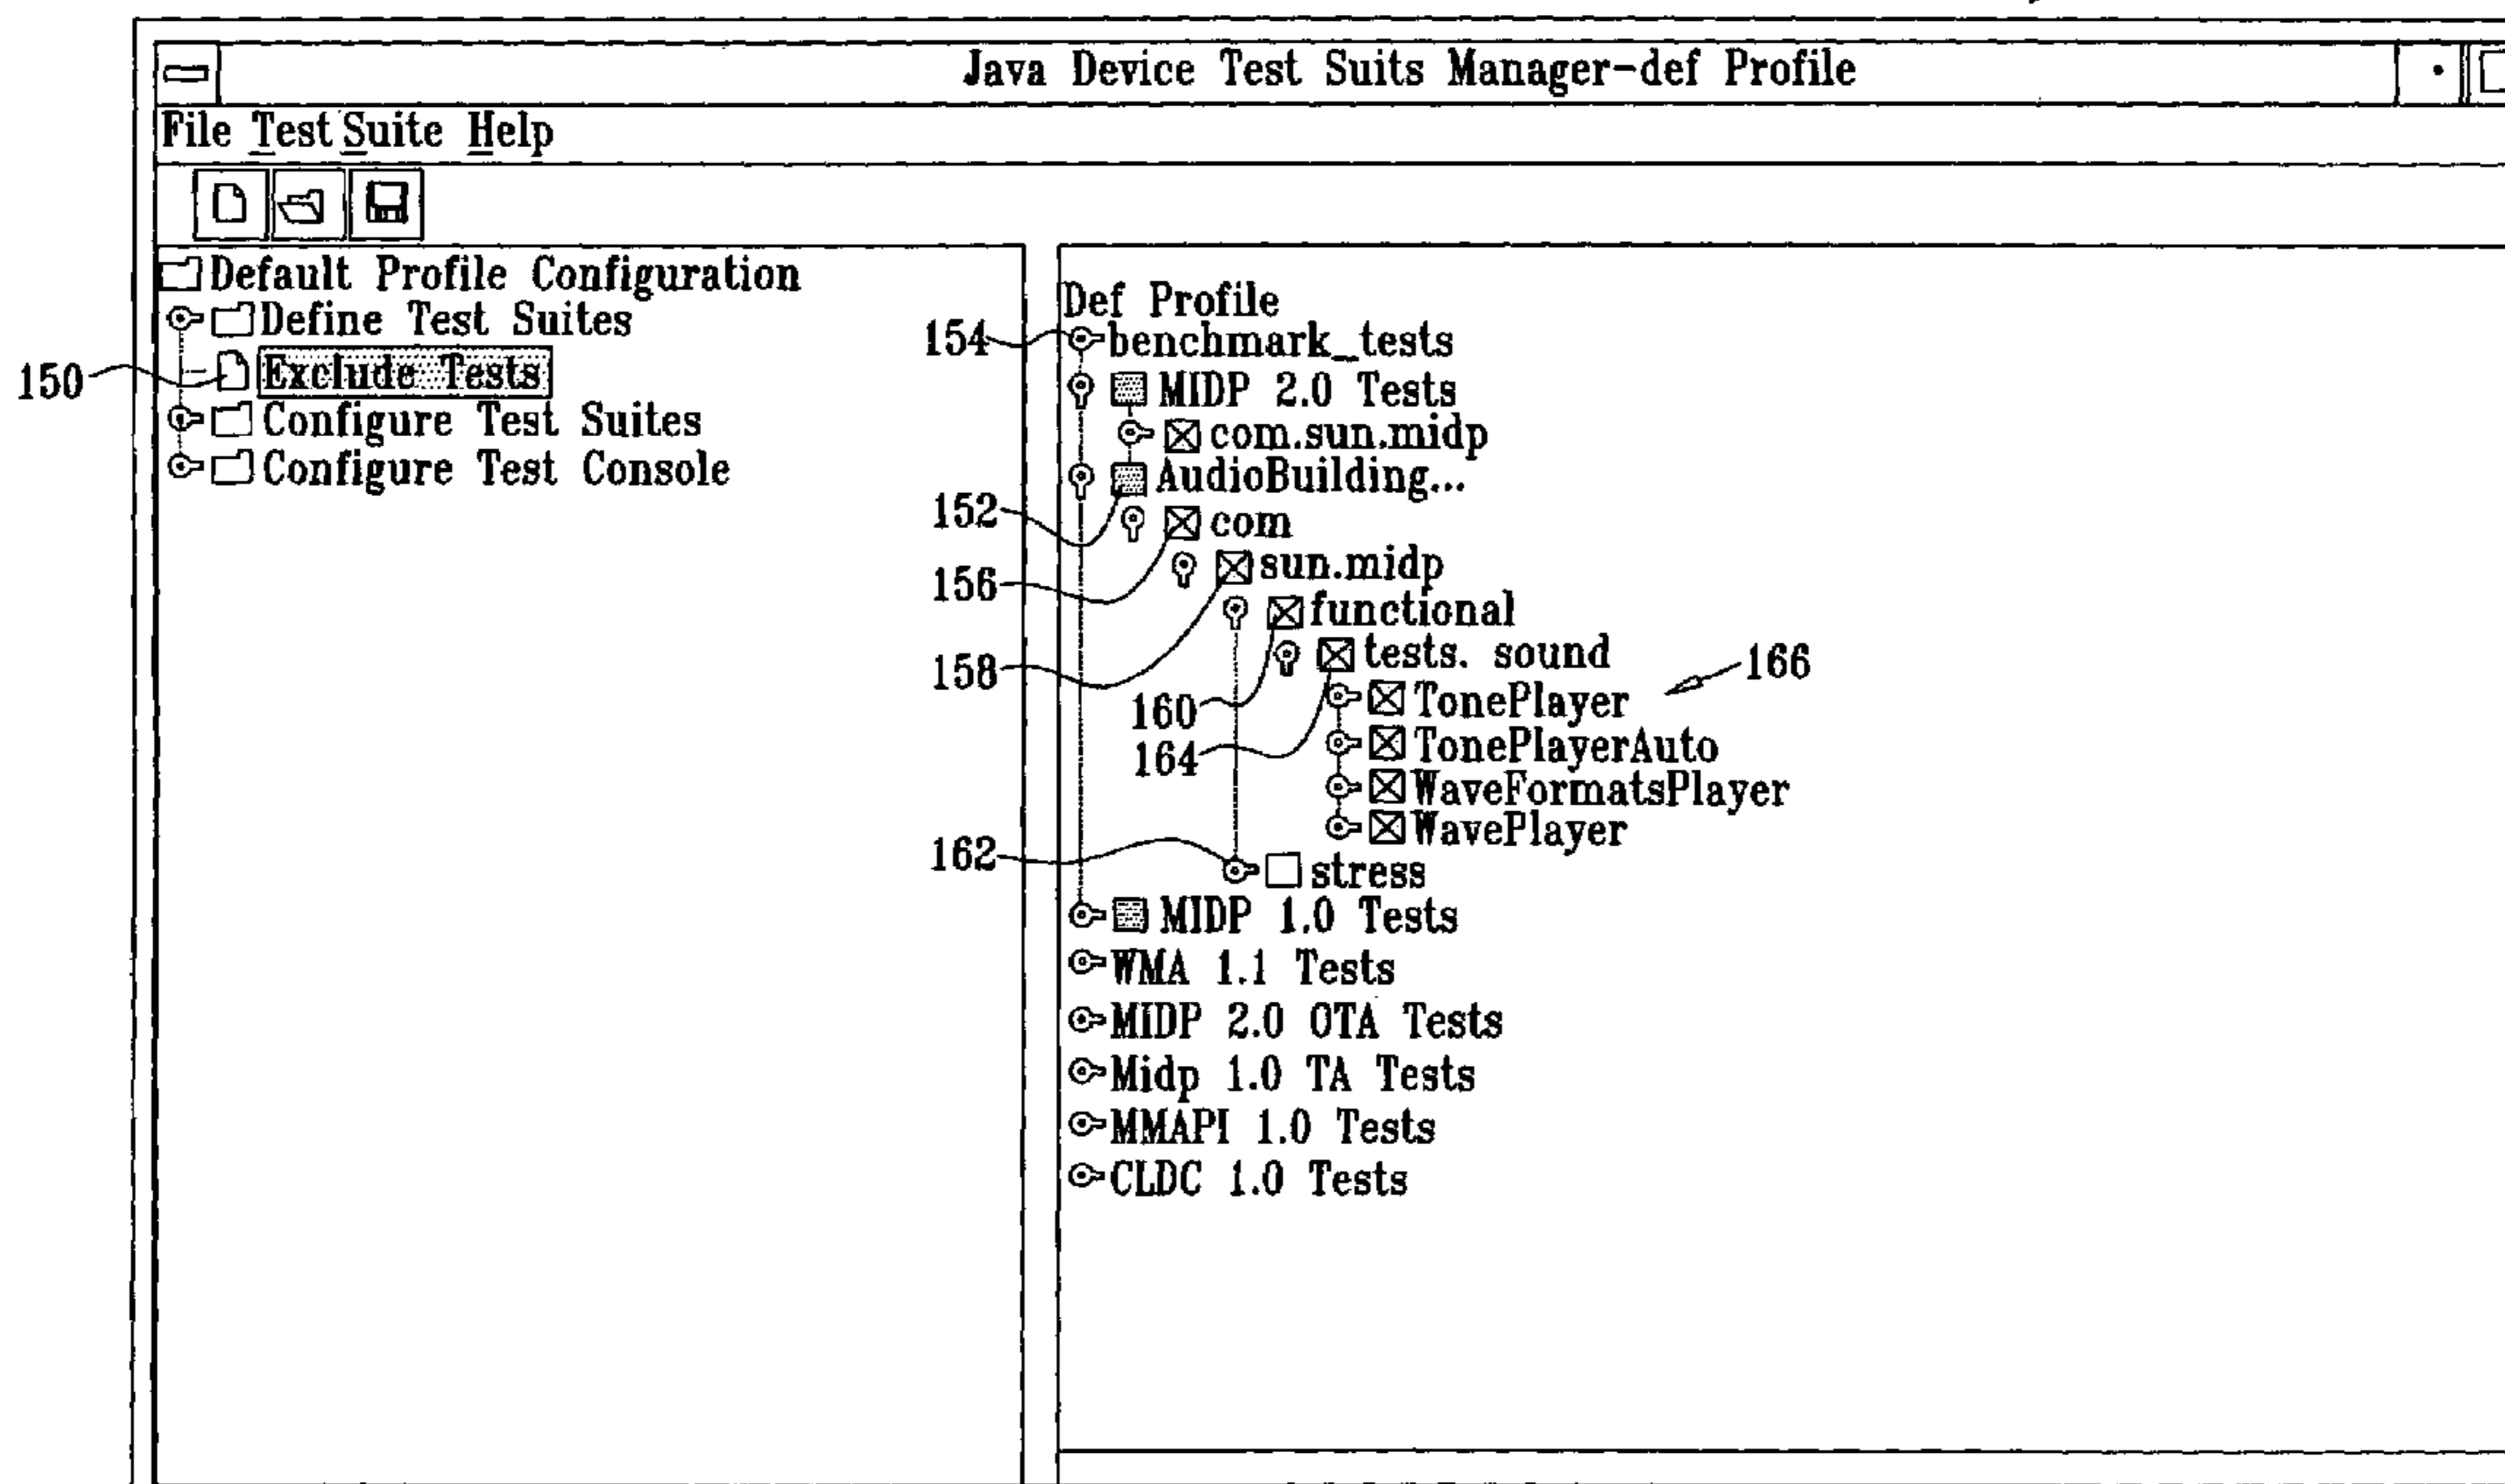 Java Device Test Suits Manager-def Profile
File Test Suite Help
Default Profile Configuration
Define Test Suites
150
Exclude Tests
Configure Test Suites
Configure Test Console
Def Profile
154
benchmark_tests
MIDP 2.0 Tests
com.sun.midp
AudioBuilding...
152
com
156
sun.midp
functional
158
tests. sound
166
160
TonePlayer
164
TonePlayerAuto
WaveFormatsPlayer
WavePlayer
162
stress
MIDP 1.0 Tests
WMA 1.1 Tests
MIDP 2.0 OTA Tests
Midp 1.0 TA Tests
MMAPI 1.0 Tests
CLDC 1.0 Tests